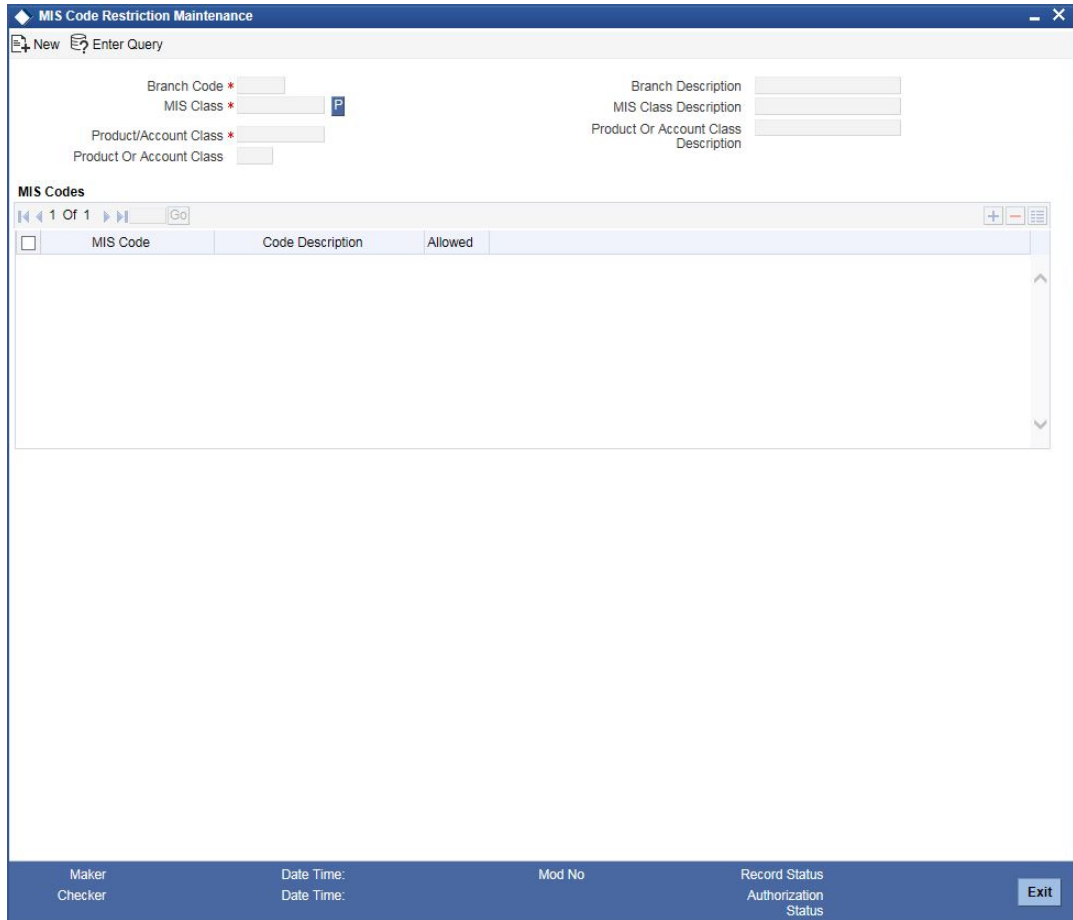 MIS Code Restriction Maintenance
New Enter Query
Branch Code *
MIS Class * P
Product/Account Class *
Product Or Account Class
Branch Description
MIS Class Description
Product Or Account Class
Description
MIS Codes
1 Of 1 Go
MIS Code Code Description Allowed
Maker Date Time: Mod No Record Status
Checker Date Time: Authorization
Status
Exit